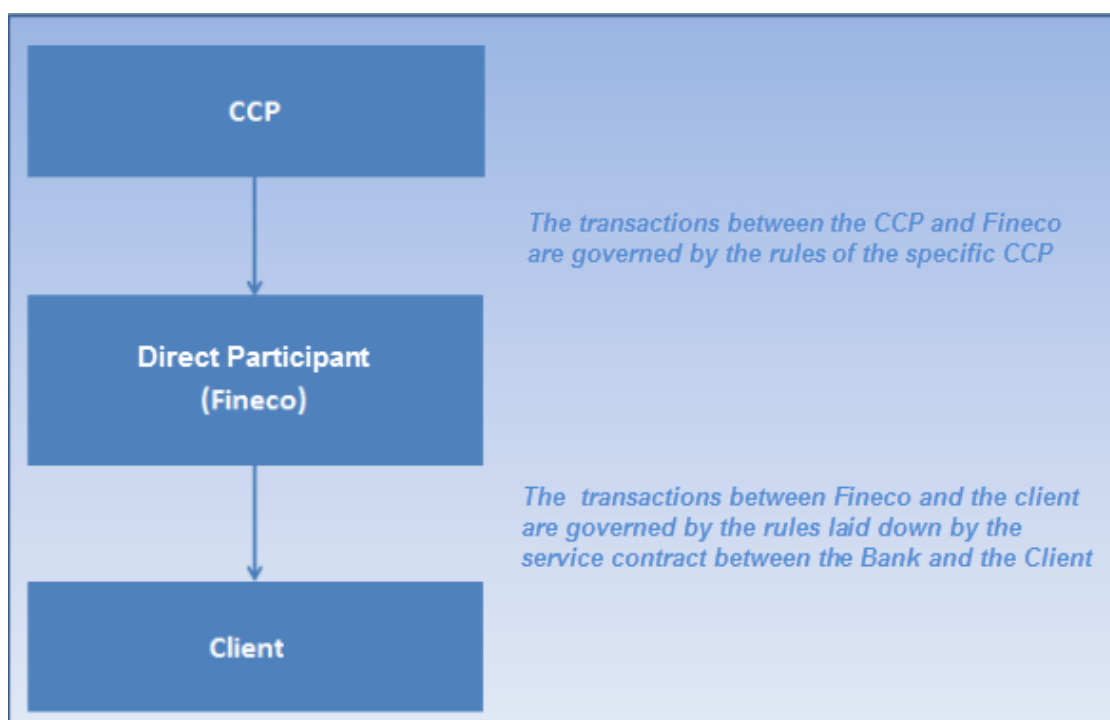 CCP
The transactions between the CCP and Fineco
are governed by the rules of the specific CCP
Direct Participant
(Fineco)
The transactions between Fineco and the client
are governed by the rules laid down by the
service contract between the Bank and the Client
Client